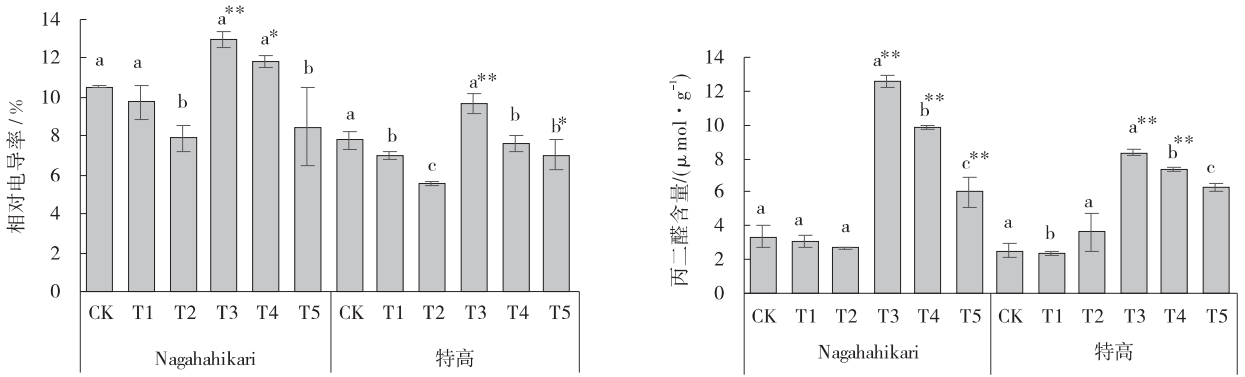 14
12
10
8
6
4
2
0
相对电导率/%
a a b a** a* b a b c a** b b*
CK T1 T2 T3 T4 T5 CK T1 T2 T3 T4 T5
Nagahahikari 特高
14
12
10
8
6
4
2
0
丙二醛含量/(μmol·g⁻¹)
a a a a** b** c** a b a a** b** c
CK T1 T2 T3 T4 T5 CK T1 T2 T3 T4 T5
Nagahahikari 特高